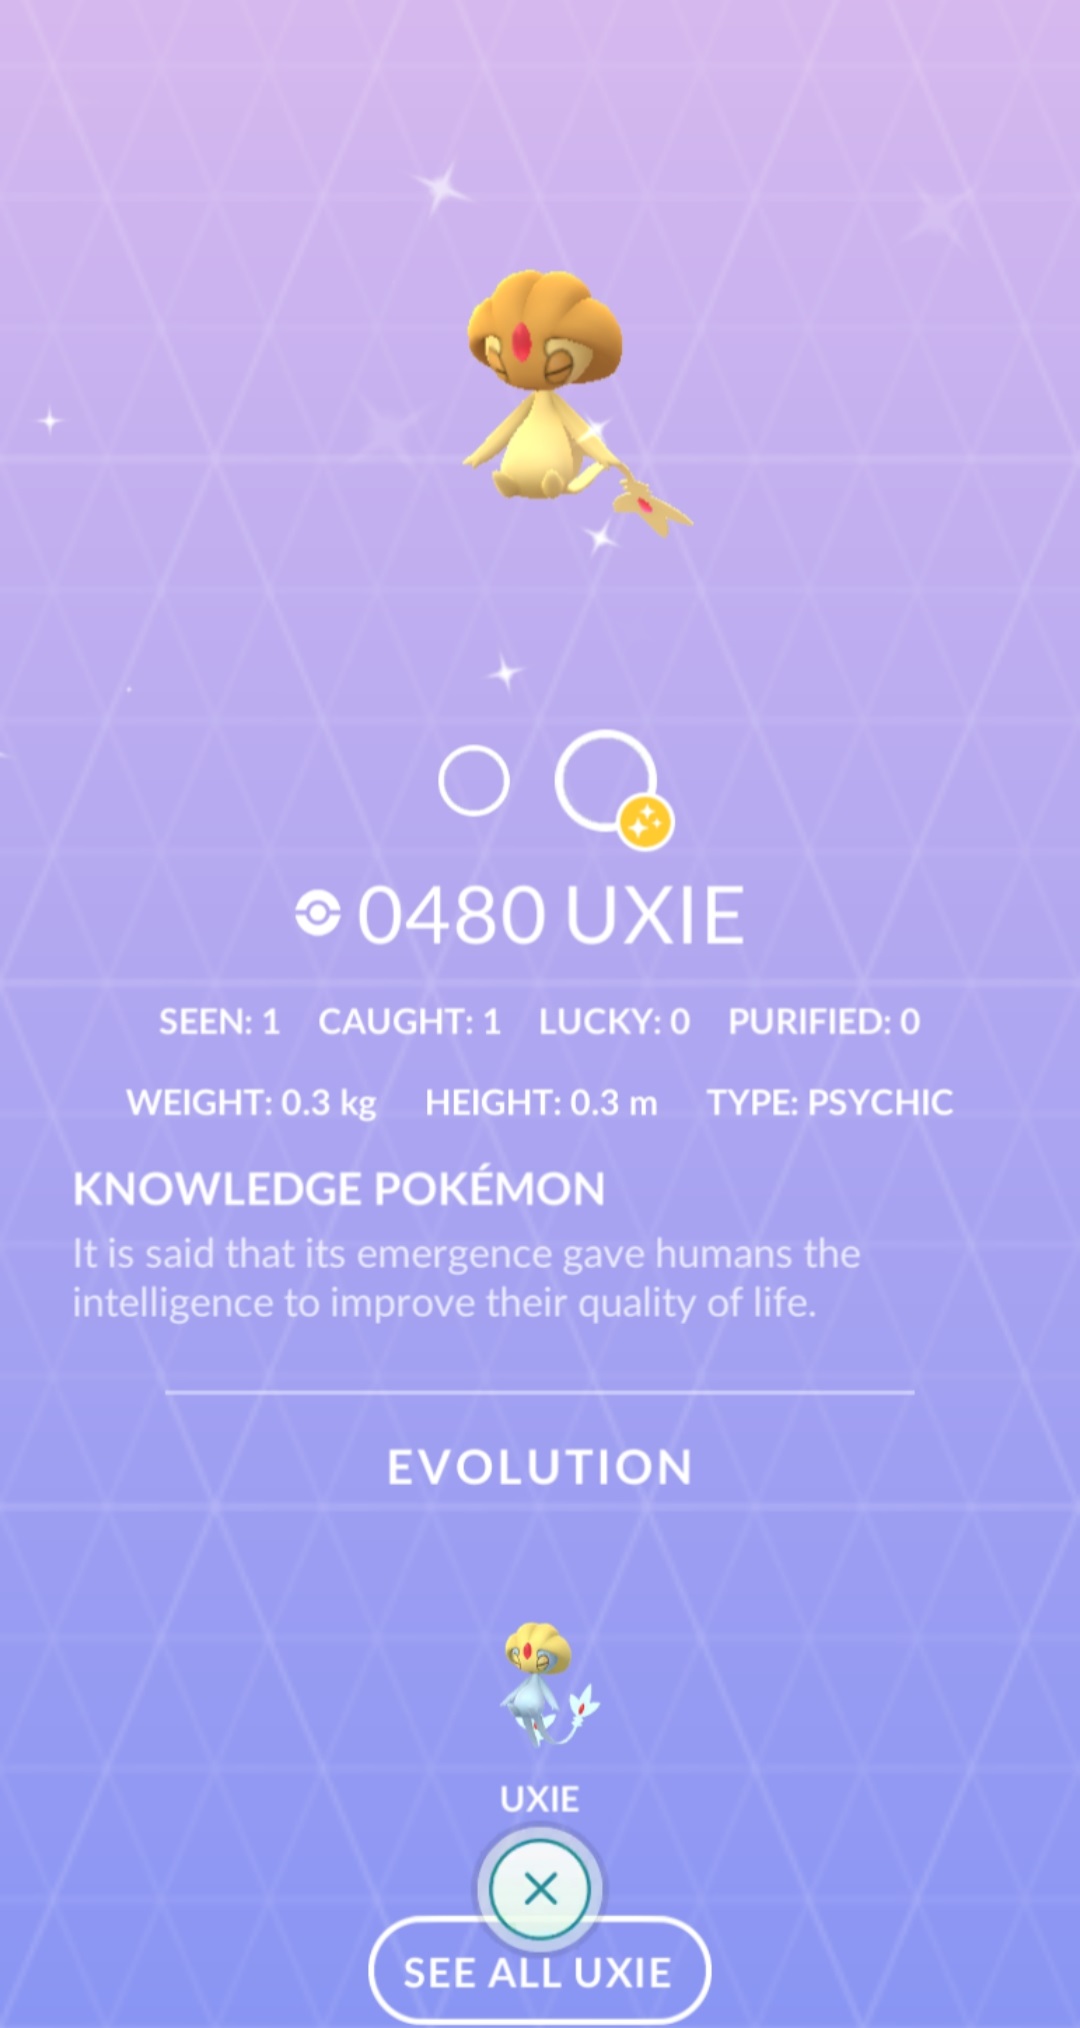 0480 UXIE
SEEN: 1 CAUGHT: 1 LUCKY: 0 PURIFIED: 0
WEIGHT: 0.3 kg HEIGHT: 0.3 m TYPE: PSYCHIC
KNOWLEDGE POKÉMON
It is said that its emergence gave humans the
intelligence to improve their quality of life.
EVOLUTION
UXIE
SEE ALL UXIE